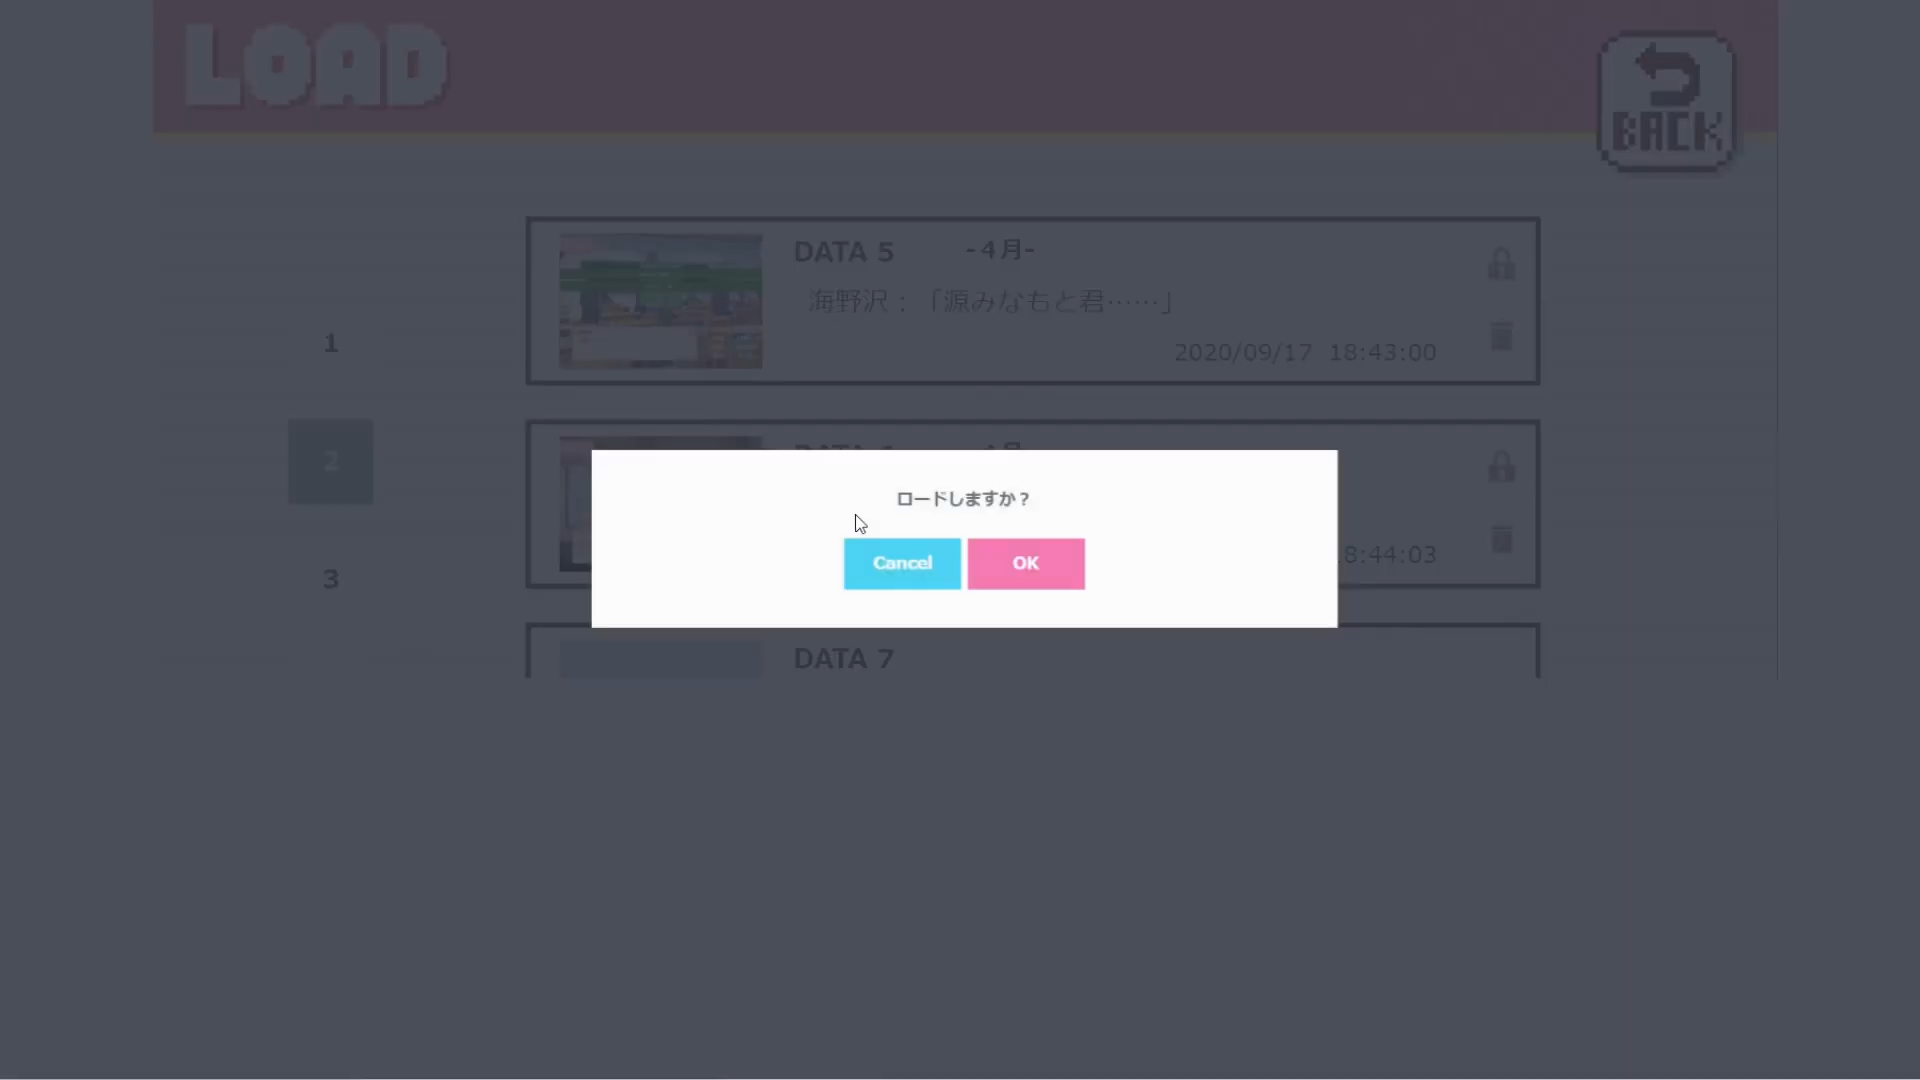 LOAD
BACK
1
2
3
DATA 5 -4月-
海野沢：「源みなもと君……」
2020/09/17 18:43:00
8:44:03
ロードしますか？
Cancel OK
DATA 7